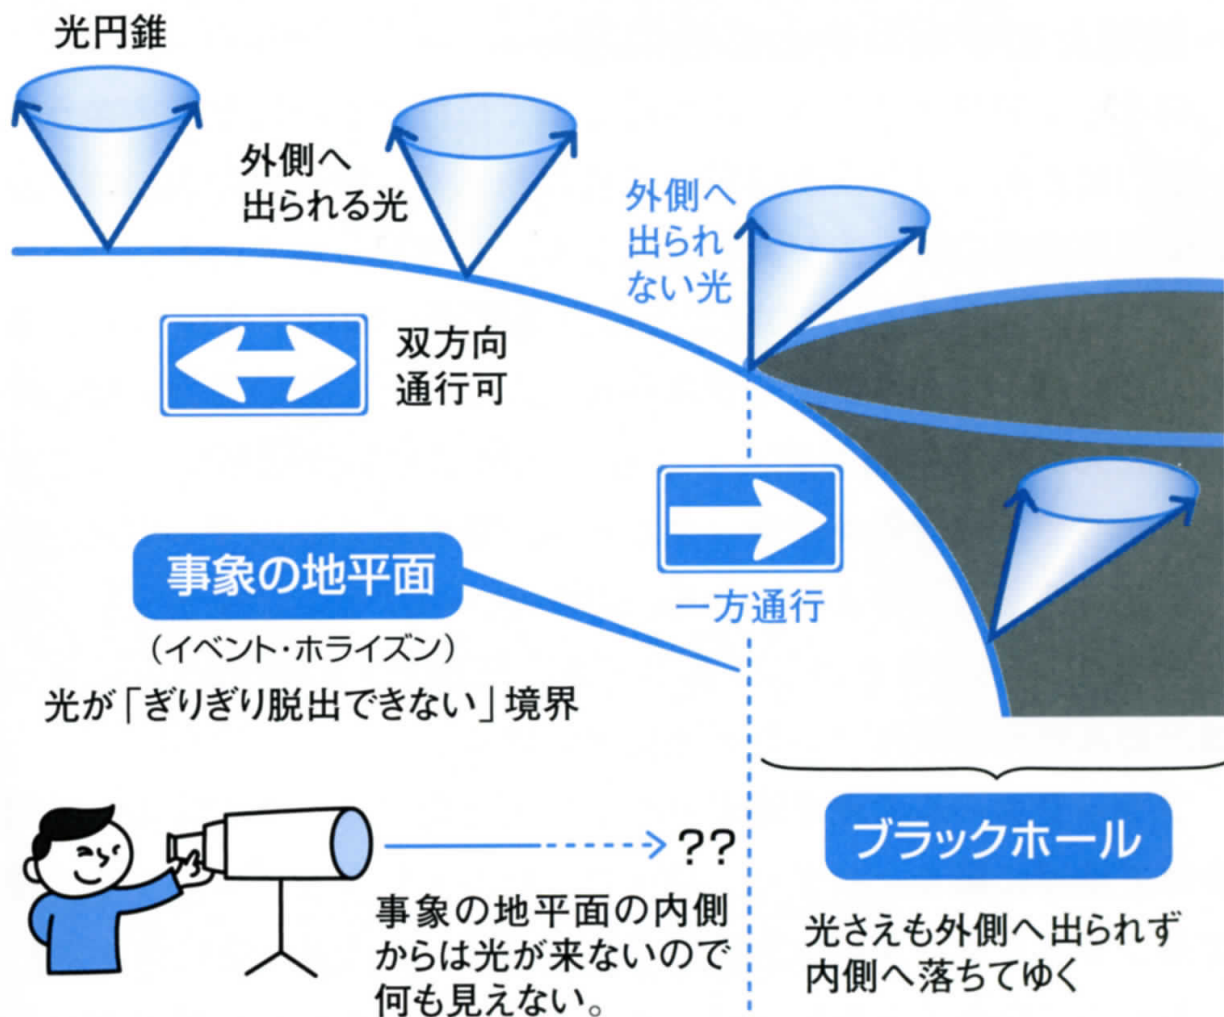 光円錐
外側へ
出られる光
外側へ
出られ
ない光
双方向
通行可
一方通行
事象の地平面
(イベント・ホライズン)
光が「ぎりぎり脱出できない」境界
??
事象の地平面の内側
からは光が来ないので
何も見えない。
ブラックホール
光さえも外側へ出られず
内側へ落ちてゆく